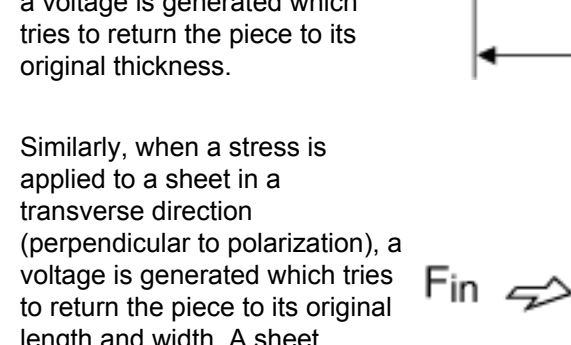 a voltage is generated which
tries to return the piece to its
original thickness.
Similarly, when a stress is
applied to a sheet in a
transverse direction
(perpendicular to polarization), a
voltage is generated which tries
to return the piece to its original
length and width. A sheet
Fin